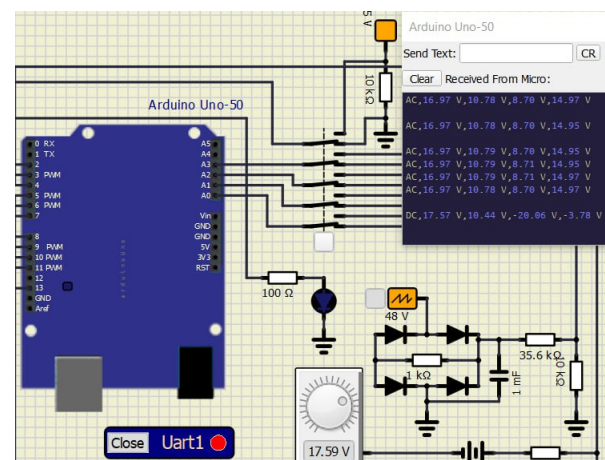 5 V
Arduino Uno-50
Send Text:
CR
Clear Received From Micro:
AC,16.97 V,10.78 V,8.70 V,14.97 V
AC,16.97 V,10.78 V,8.70 V,14.95 V
AC,16.97 V,10.79 V,8.70 V,14.95 V
AC,16.97 V,10.79 V,8.71 V,14.95 V
AC,16.97 V,10.79 V,8.71 V,14.97 V
AC,16.97 V,10.78 V,8.70 V,14.97 V
DC,17.57 V,10.44 V,-20.06 V,-3.78 V
10 kΩ
Arduino Uno-50
0 RX
1 TX
2
3 PWM
4
5 PWM
6 PWM
7
8
9 PWM
10 PWM
11 PWM
12
13
GND
Aref
A5
A4
A3
A2
A1
A0
Vin
GND
GND
5V
3V3
RST
100 Ω
48 V
1 kΩ
1 mF
35.6 kΩ
0 kΩ
17.59 V
Close Uart1